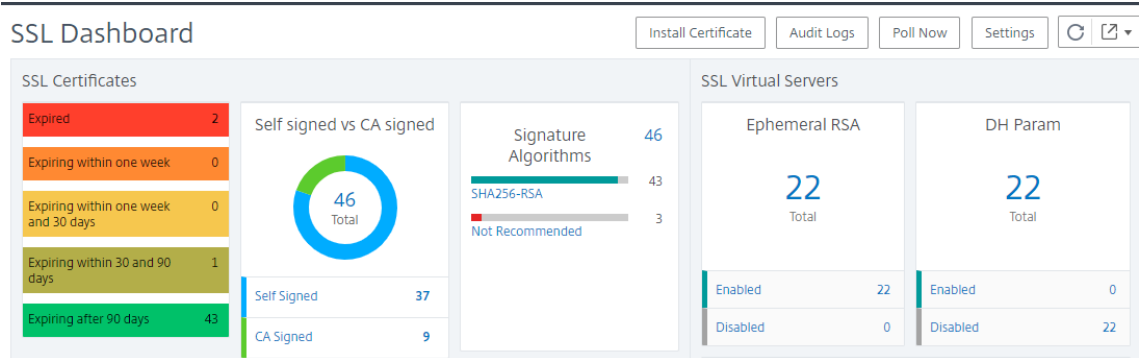 SSL Dashboard
Install Certificate
Audit Logs
Poll Now
Settings
SSL Certificates
Expired 2
Expiring within one week 0
Expiring within one week 0
and 30 days
Expiring within 30 and 90 1
days
Expiring after 90 days 43
Self signed vs CA signed
46
Total
Self Signed 37
CA Signed 9
Signature 46
Algorithms
43
SHA256-RSA
3
Not Recommended
SSL Virtual Servers
Ephemeral RSA
22
Total
Enabled 22
Disabled 0
DH Param
22
Total
Enabled 0
Disabled 22